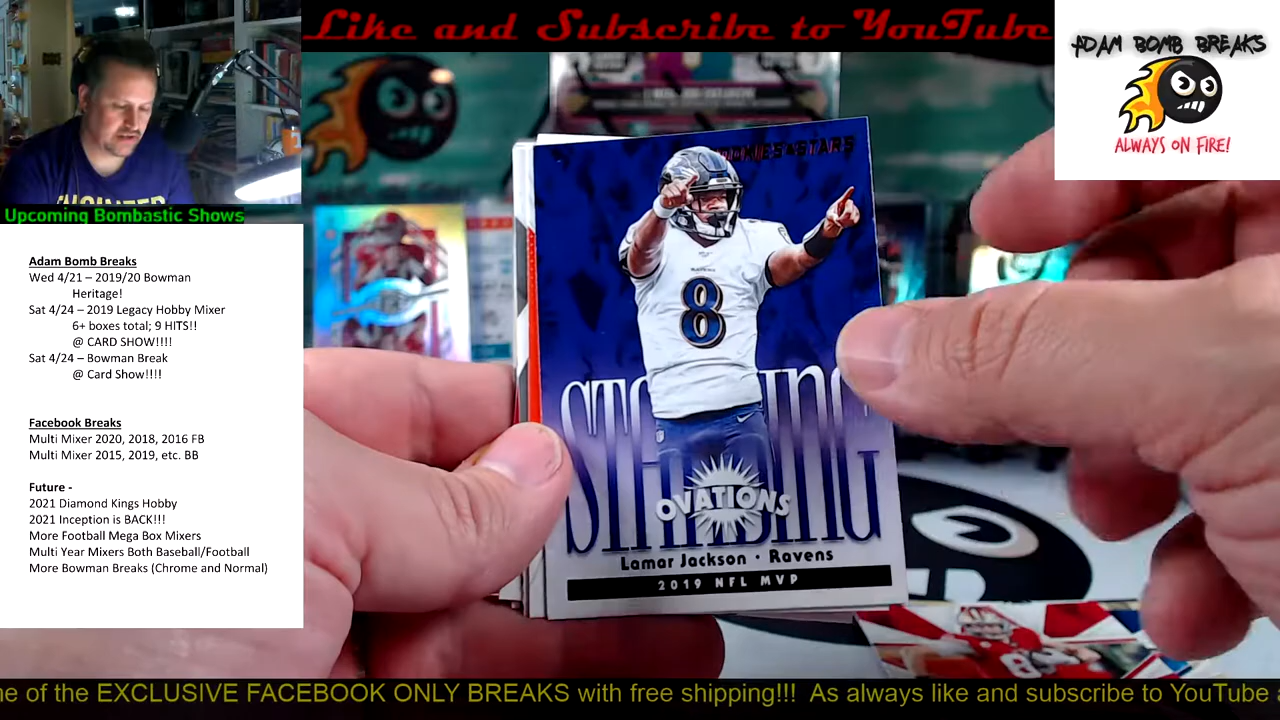 Like and Subscribe to YouTube
ADAM BOMB BREAKS
ALWAYS ON FIRE!
Upcoming Bombastic Shows
Adam Bomb Breaks
Wed 4/21 – 2019/20 Bowman
Heritage!
Sat 4/24 – 2019 Legacy Hobby Mixer
6+ boxes total; 9 HITS!!
@ CARD SHOW!!!!
Sat 4/24 – Bowman Break
@ Card Show!!!!
Facebook Breaks
Multi Mixer 2020, 2018, 2016 FB
Multi Mixer 2015, 2019, etc. BB
Future -
2021 Diamond Kings Hobby
2021 Inception is BACK!!!
More Football Mega Box Mixers
Multi Year Mixers Both Baseball/Football
More Bowman Breaks (Chrome and Normal)
8
STANDING
OVATIONS
Lamar Jackson · Ravens
2019 NFL MVP
of the EXCLUSIVE FACEBOOK ONLY BREAKS with free shipping!!! As always like and subscribe to YouTube